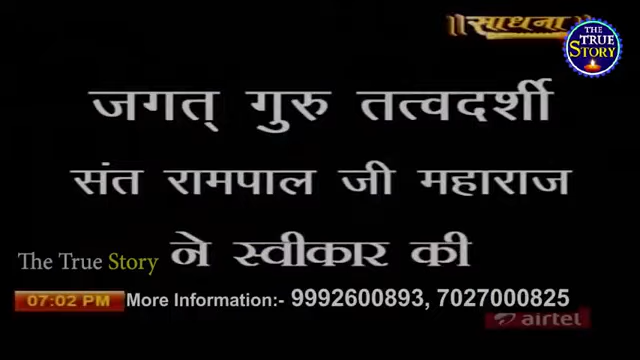 ॥साधना॥
THE
TRUE
STORY
जगत् गुरु तत्वदर्शी
संत रामपाल जी महाराज
ने स्वीकार की
The True Story
07:02 PM More Information:- 9992600893, 7027000825
airtel